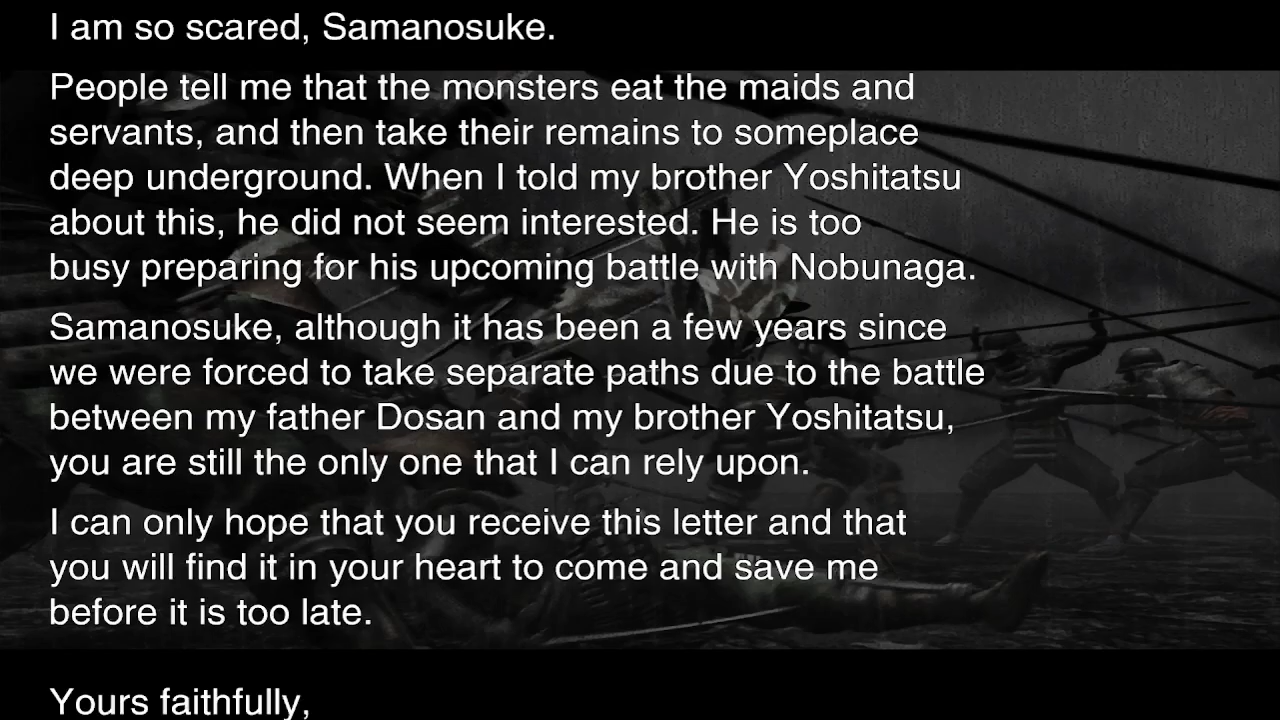 I am so scared, Samanosuke.
People tell me that the monsters eat the maids and
servants, and then take their remains to someplace
deep underground. When I told my brother Yoshitatsu
about this, he did not seem interested. He is too
busy preparing for his upcoming battle with Nobunaga.
Samanosuke, although it has been a few years since
we were forced to take separate paths due to the battle
between my father Dosan and my brother Yoshitatsu,
you are still the only one that I can rely upon.
I can only hope that you receive this letter and that
you will find it in your heart to come and save me
before it is too late.
Yours faithfully,